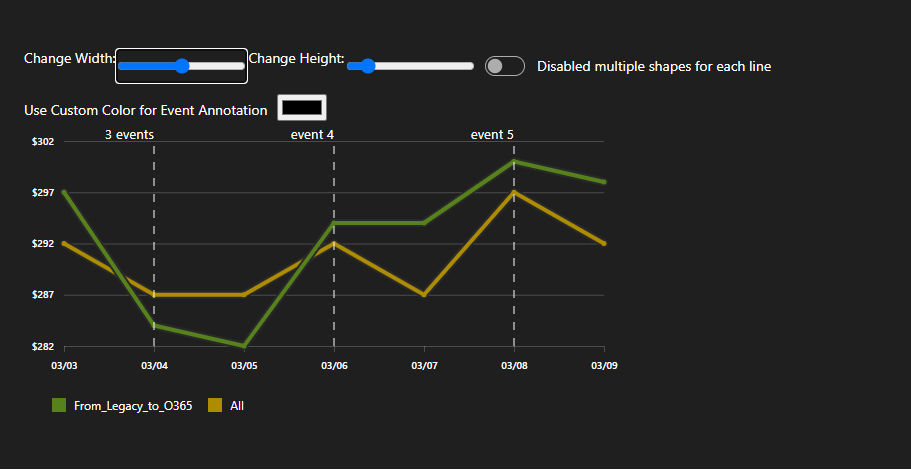 Change Width: Change Height: Disabled multiple shapes for each line
Use Custom Color for Event Annotation
3 events event 4 event 5
$302
$297
$292
$287
$282
03/03 03/04 03/05 03/06 03/07 03/08 03/09
From_Legacy_to_O365 All